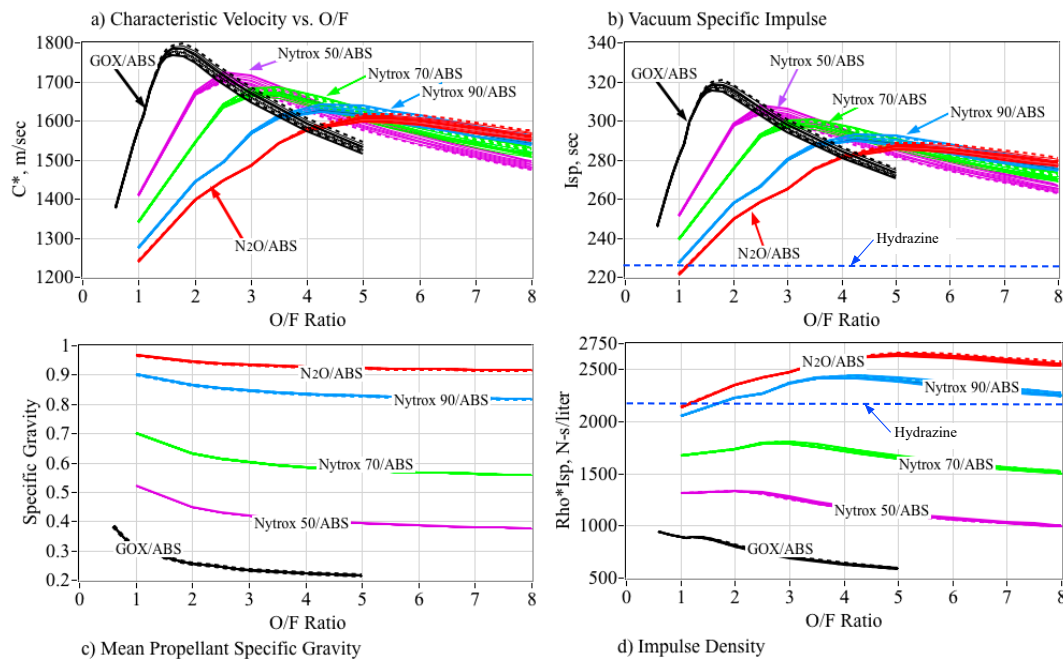 a) Characteristic Velocity vs. O/F
1800
1700
1600
1500
1400
1300
1200
C*, m/sec
GOX/ABS
Nytrox 50/ABS
Nytrox 70/ABS
Nytrox 90/ABS
N2O/ABS
0 1 2 3 4 5 6 7 8
O/F Ratio
b) Vacuum Specific Impulse
340
320
300
280
260
240
220
Isp, sec
GOX/ABS
Nytrox 50/ABS
Nytrox 70/ABS
Nytrox 90/ABS
N2O/ABS
Hydrazine
0 1 2 3 4 5 6 7 8
O/F Ratio
1
0.9
0.8
0.7
0.6
0.5
0.4
0.3
0.2
Specific Gravity
N2O/ABS
Nytrox 90/ABS
Nytrox 70/ABS
Nytrox 50/ABS
GOX/ABS
0 1 2 3 4 5 6 7 8
O/F Ratio
c) Mean Propellant Specific Gravity
2750
2500
2000
1500
1000
500
Rho*Isp, N-s/liter
N2O/ABS
Nytrox 90/ABS
Hydrazine
Nytrox 70/ABS
Nytrox 50/ABS
GOX/ABS
0 1 2 3 4 5 6 7 8
O/F Ratio
d) Impulse Density